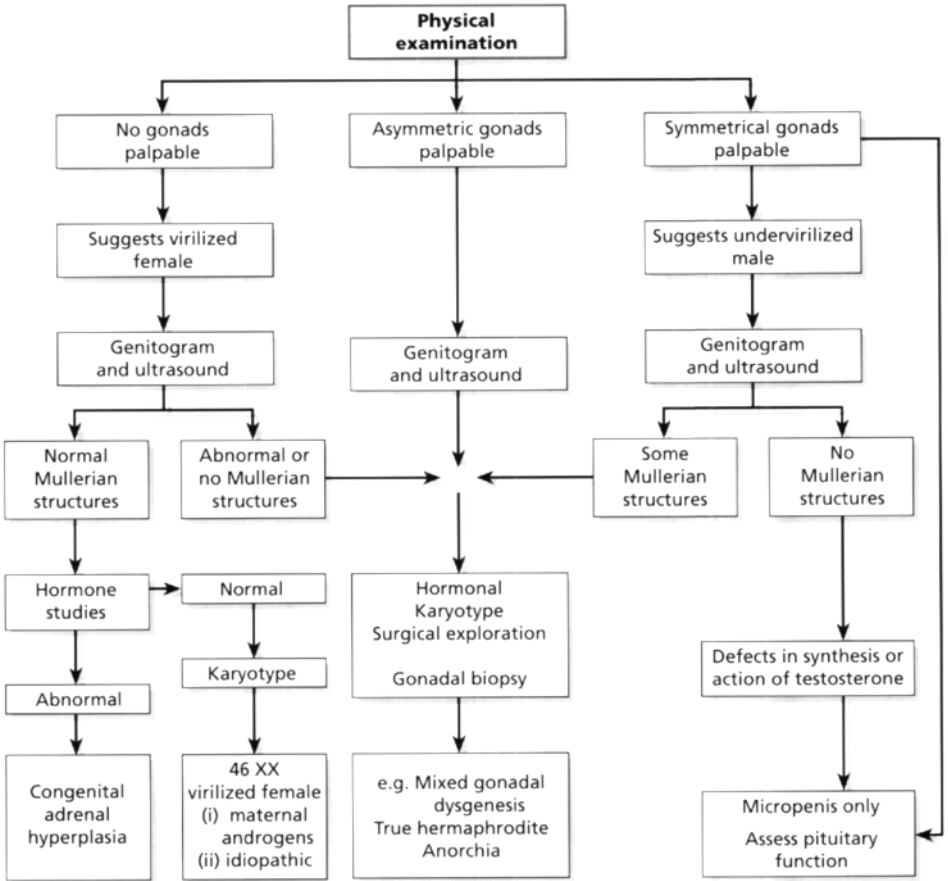 Physical
examination
No gonads
palpable
Asymmetric gonads
palpable
Symmetrical gonads
palpable
Suggests virilized
female
Suggests undervirilized
male
Genitogram
and ultrasound
Genitogram
and ultrasound
Genitogram
and ultrasound
Normal
Mullerian
structures
Abnormal or
no Mullerian
structures
Some
Mullerian
structures
No
Mullerian
structures
Hormone
studies
Normal
Hormonal
Karyotype
Surgical exploration
Gonadal biopsy
Karyotype
Defects in synthesis or
action of testosterone
Abnormal
Congenital
adrenal
hyperplasia
46 XX
virilized female
(i) maternal
androgens
(ii) idiopathic
e.g. Mixed gonadal
dysgenesis
True hermaphrodite
Anorchia
Micropenis only
Assess pituitary
function